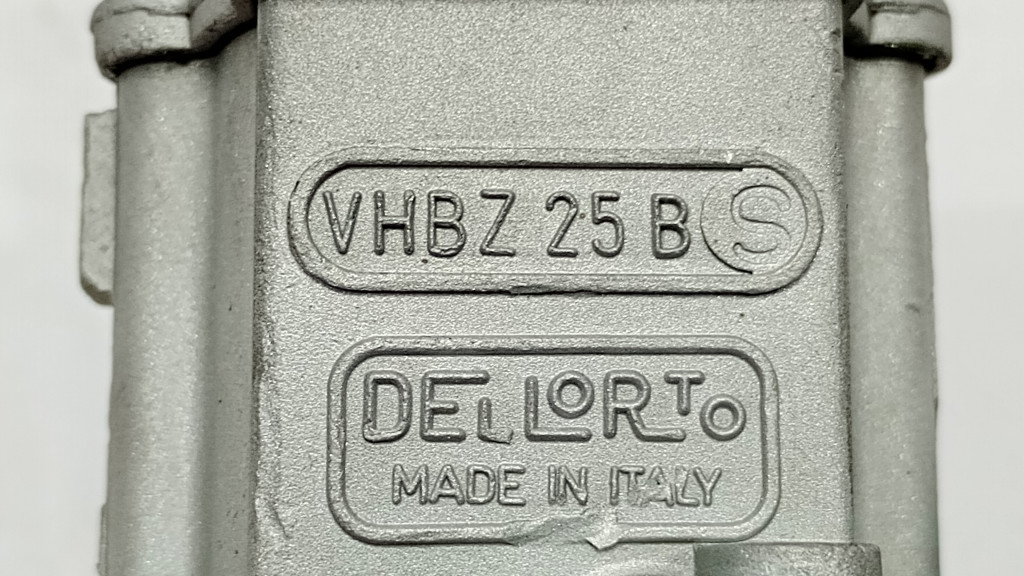 VHBZ 25 B S
DELLORTO
MADE IN ITALY